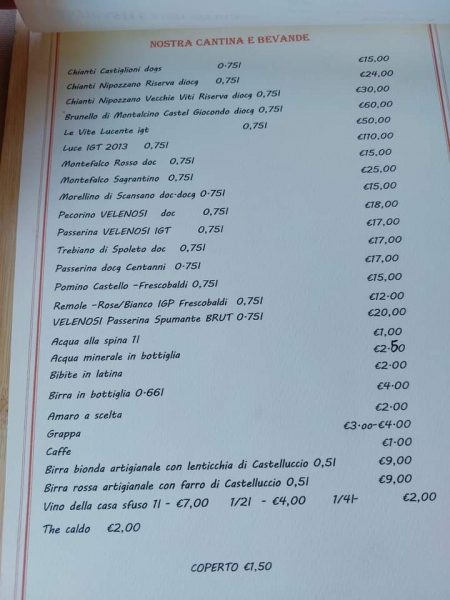 NOSTRA CANTINA E BEVANDE
Chianti Castiglioni dogs 0.75l €15,00
Chianti Nipozzano Riserva diocg 0,75l €24,00
Chianti Nipozzano Vecchie Viti Riserva diocg 0,75l €30,00
Brunello di Montalcino Castel Giocondo diocg 0,75l €60,00
Le Vite Lucente igt 0,75l €50,00
Luce IGT 2013 0,75l €110,00
Montefalco Rosso doc 0,75l €15,00
Montefalco Sagrantino 0,75l €25,00
Morellino di Scansano doc.docg 0.75l €15,00
Pecorino VELENOSI doc 0,75l €18,00
Passerina VELENOSI IGT 0,75l €17,00
Trebiano di Spoleto doc 0,75l €17,00
Passerina docg Centanni 0.75l €17,00
Pomino Castello -Frescobaldi 0,75l €15,00
Remole -Rose/Bianco IGP Frescobaldi 0,75l €12.00
VELENOSI Passerina Spumante BRUT 0.75l €20,00
Acqua alla spina 1l €1,00
Acqua minerale in bottiglia €2.50
Bibite in latina €2.00
Birra in bottiglia 0.66l €4.00
Amaro a scelta €2.00
Grappa €3.00-€4.00
Caffe €1.00
Birra bionda artigianale con lenticchia di Castelluccio 0,5l €9,00
Birra rossa artigianale con farro di Castelluccio 0,5l €9,00
Vino della casa sfuso 1l - €7,00 1/2l - €4,00 1/4l- €2,00
The caldo €2,00
COPERTO €1,50